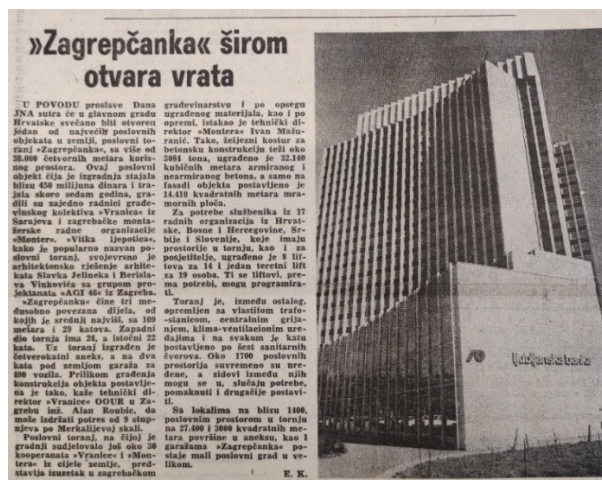 »Zagrepčanka« širom
otvara vrata
U POVODU proslave Dana
JNA sutra će u glavnom gradu
Hrvatske svečano biti otvoren
jedan od najvećih poslovnih
objekata u zemlji, poslovni to-
ranj »Zagrepčanka«, sa više od
30.000 četvornih metara koris-
nog prostora. Ovaj poslovni
objekt čija je izgradnja stajala
blizu 450 milijuna dinara i tra-
jala skoro sedam godina, gra-
dili su zajedno radnici građe-
vinskog kolektiva »Vranica« iz
Sarajeva i zagrebačke monta-
žerske radne organizacije
»Monter«. »Vitka ljepotica«,
kako je popularno nazvan po-
slovni toranj, svojevrsno je
arhitektonsko rješenje arhite-
kata Slavka Jelineka i Berisla-
va Vinkovića sa grupom pro-
jektanata »AGI 46« iz Zagreba.
»Zagrepčanku« čine tri me-
đusobno povezana dijela, od
kojih je srednji najviši, sa 109
metara i 29 katova. Zapadni
dio tornja ima 24, a istočni 22
kata. Uz toranj izgrađen je
četverokatni aneks, a na dva
kata pod zemljom garaža za
490 vozila. Prilikom građenja
konstrukcija objekta postavlje-
na je tako, kaže tehnički di-
rektor »Vranice« OOUR u Za-
grebu inž. Alan Roubic, da
može izdržati potres od 9 stup-
njeva po Merkalijevoj skali.
Poslovni toranj, na čijoj je
gradnji sudjelovalo još oko 30
kooperanata »Vranice« i »Mon-
tera« iz cijele zemlje, pred-
stavlja izuzetak u zagrebačkom
građevinarstvu i po opsegu
ugrađenog materijala, kao i po
opremi, istakao je tehnički di-
rektor »Montera« Ivan Mažu-
ranić. Tako, željezni kostur za
betonsku konstrukciju teži oko
3084 tona, ugrađeno je 32.160
kubičnih metara armiranog i
nearmiranog betona, a samo na
fasadi objekta postavljeno je
14.410 kvadratnih metara mra-
mornih ploča.
Za potrebe službenika iz 17
radnih organizacija iz Hrvat-
ske, Bosne i Hercegovine, Sr-
bije i Slovenije, koje imaju
prostorije u tornju, kao i za
posjetitelje, ugrađeno je 8 lif-
tova za 14 i jedan teretni lift
za 19 osoba. Ti se liftovi, pre-
ma potrebi, mogu programira-
ti.
Toranj je, između ostalog,
opremljen sa vlastitom trafo-
-stanicom, centralnim grija-
njem, klima-ventilacionim ure-
đajima i na svakom je katu
postavljeno po šest sanitarnih
čvorova. Oko 1700 poslovnih
prostorija suvremeno su ure-
đene, a zidovi između njih
mogu se u, slučaju potrebe,
pomaknuti i drugačije postavi-
ti.
Sa lokalima na blizu 1400,
poslovnim prostorom u tornju
na 27.400 i 3000 kvadratnih me-
tara površine u aneksu, kao i
garažama »Zagrepčanka« po-
staje mali poslovni grad u ve-
likom.
E. K.
ljubljanska banka